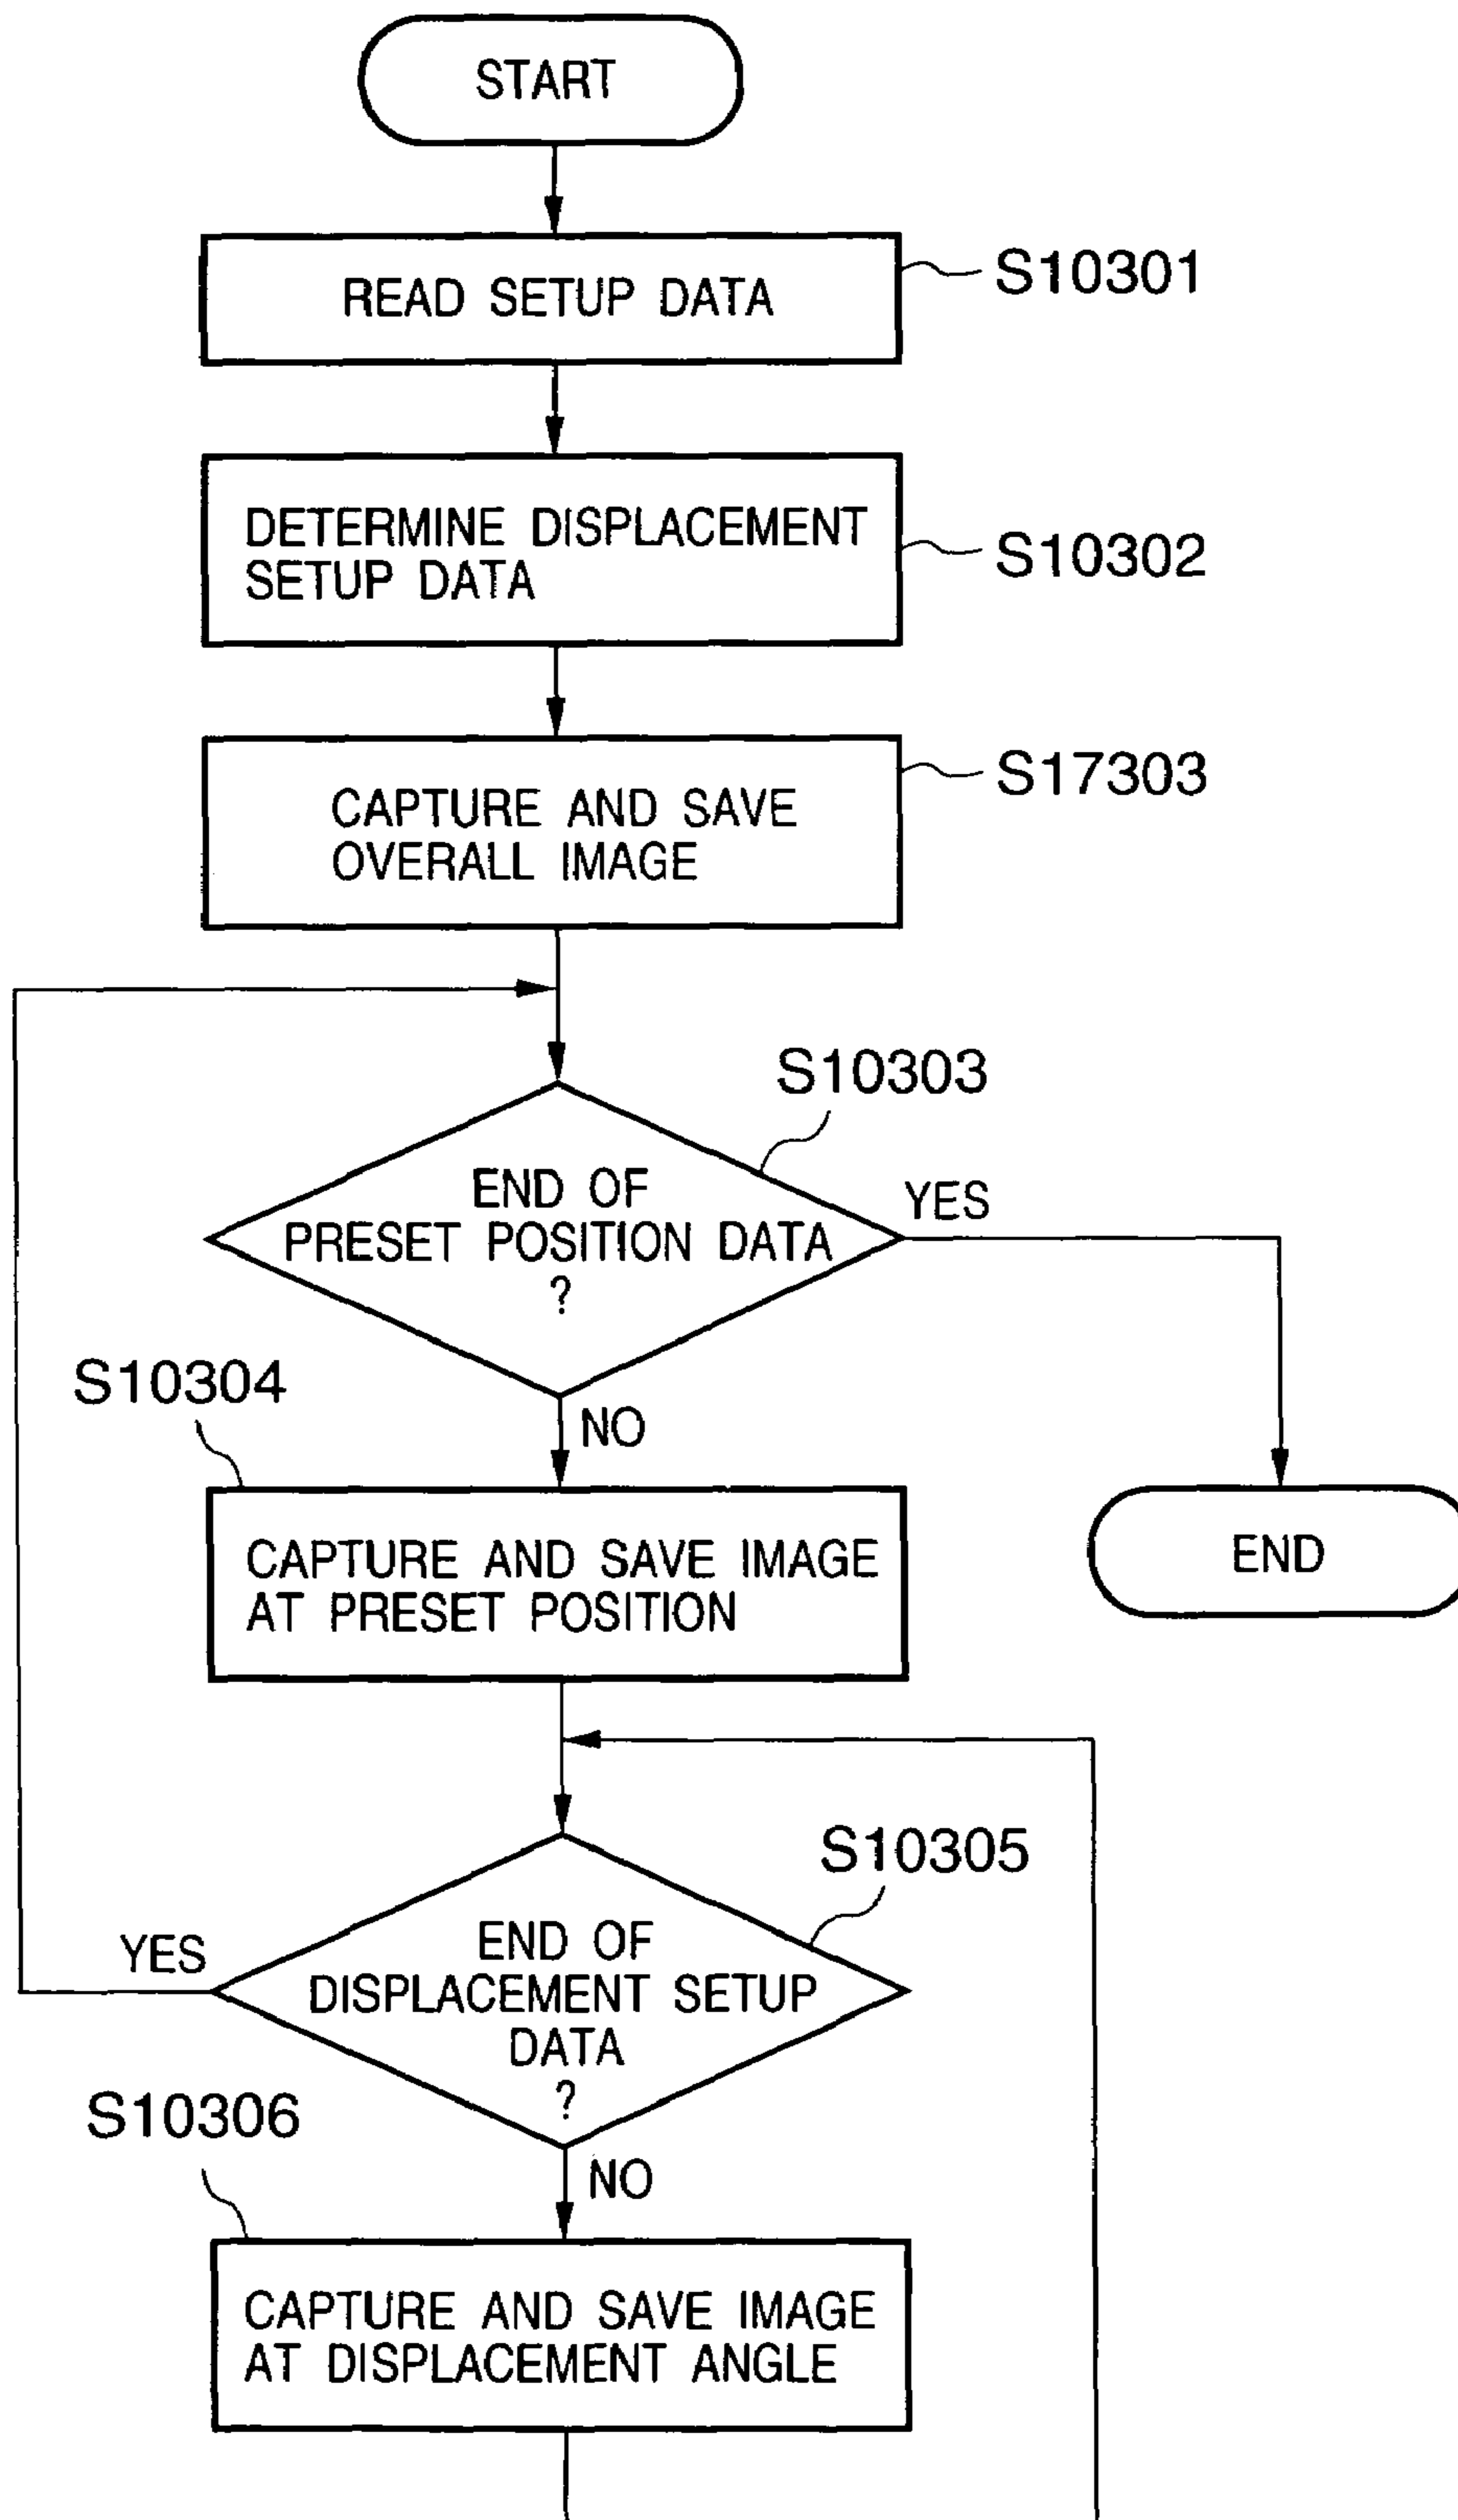 START
READ SETUP DATA
S10301
DETERMINE DISPLACEMENT
SETUP DATA
S10302
CAPTURE AND SAVE
OVERALL IMAGE
S17303
S10303
END OF
PRESET POSITION DATA
?
YES
S10304
NO
CAPTURE AND SAVE IMAGE
AT PRESET POSITION
END
S10305
END OF
DISPLACEMENT SETUP
DATA
?
YES
S10306
NO
CAPTURE AND SAVE IMAGE
AT DISPLACEMENT ANGLE